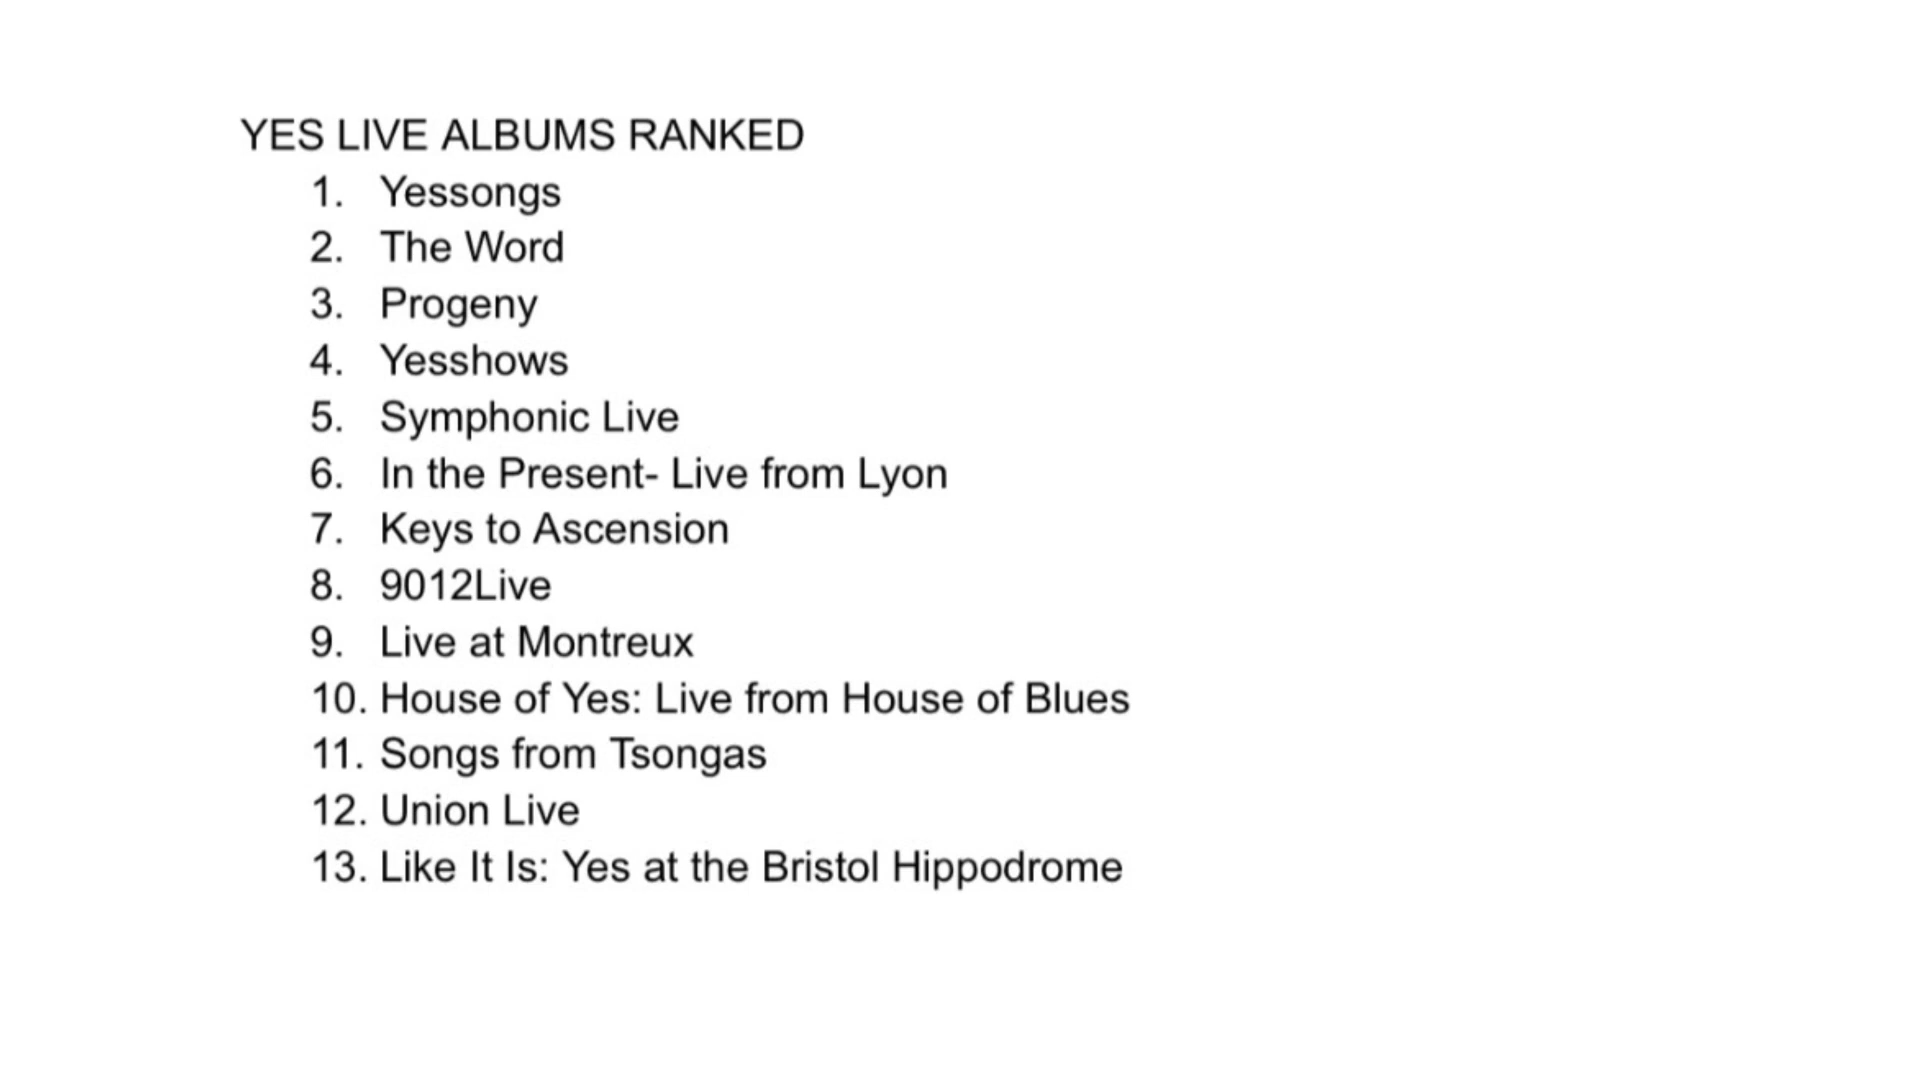 YES LIVE ALBUMS RANKED
1. Yessongs
2. The Word
3. Progeny
4. Yesshows
5. Symphonic Live
6. In the Present- Live from Lyon
7. Keys to Ascension
8. 9012Live
9. Live at Montreux
10. House of Yes: Live from House of Blues
11. Songs from Tsongas
12. Union Live
13. Like It Is: Yes at the Bristol Hippodrome